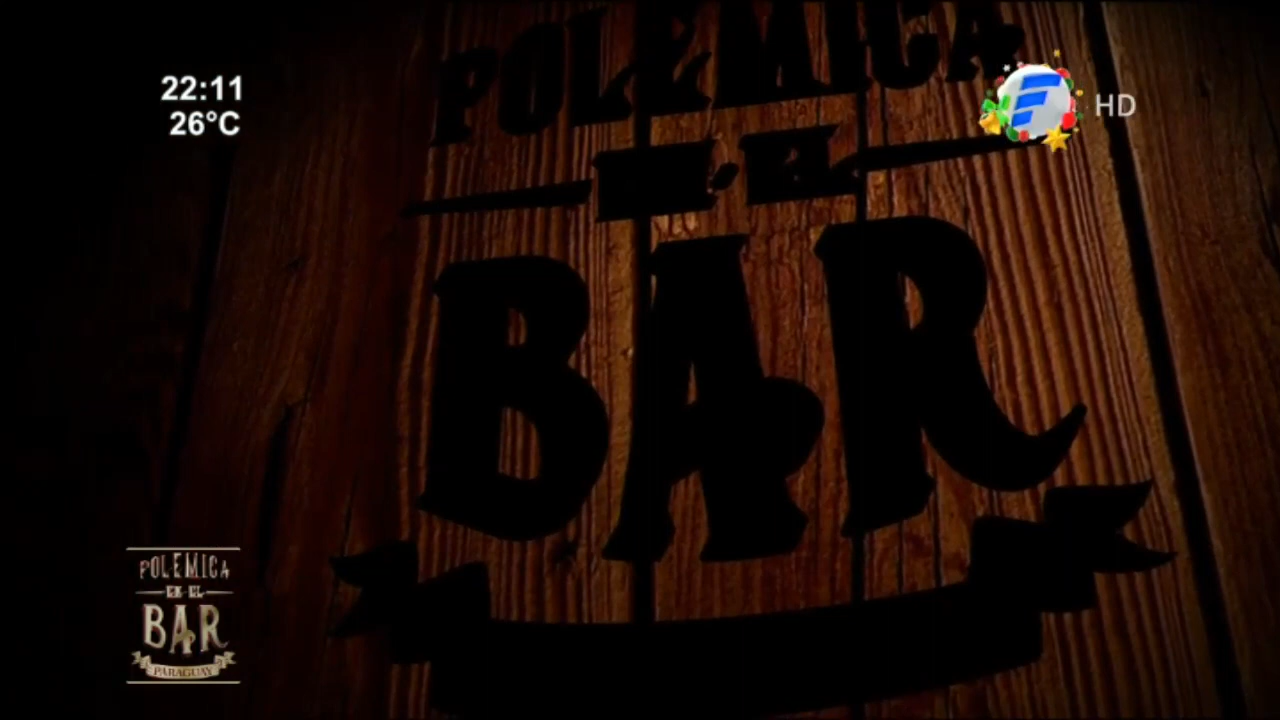 POLEMICA
EN EL
BAR
22:11
26°C
HD
POLEMICA
EN EL
BAR
PARAGUAY